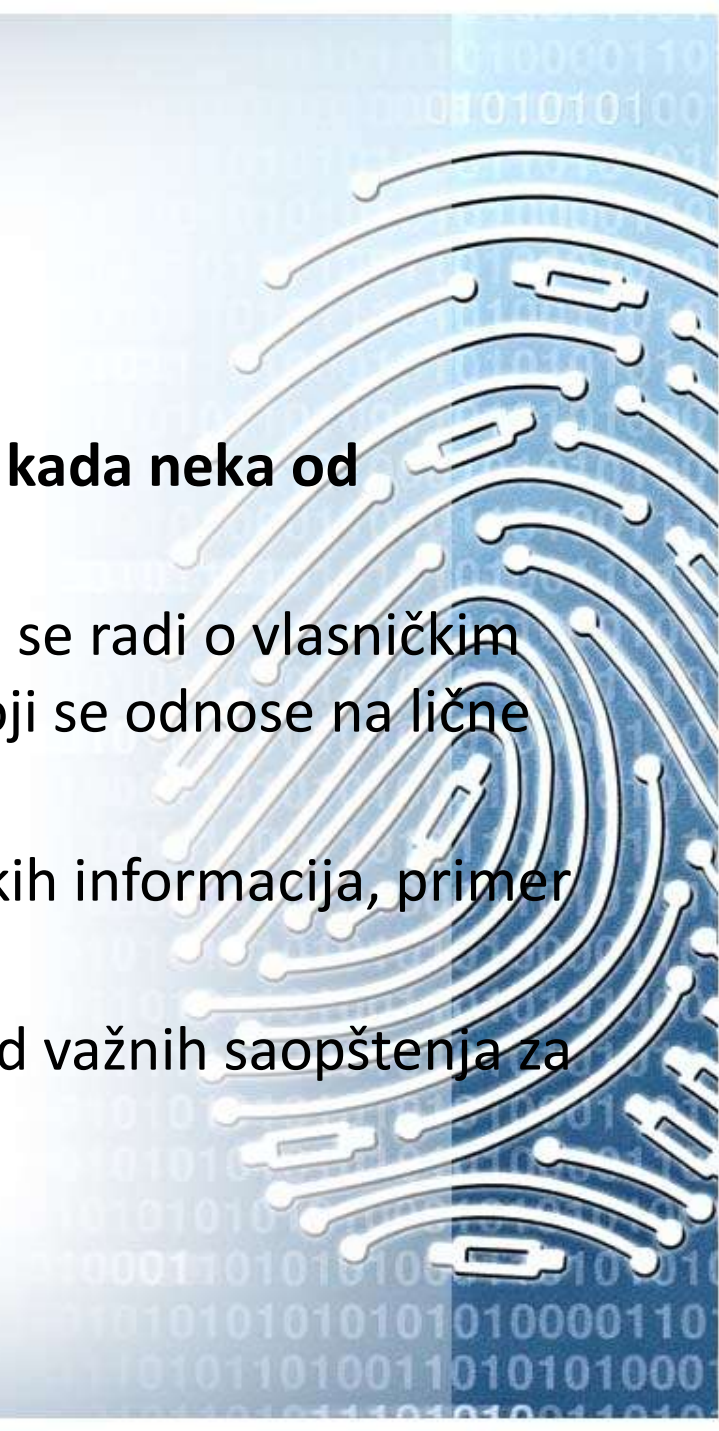 kada neka od
se radi o vlasničkim
oji se odnose na lične
kih informacija, primer
d važnih saopštenja za